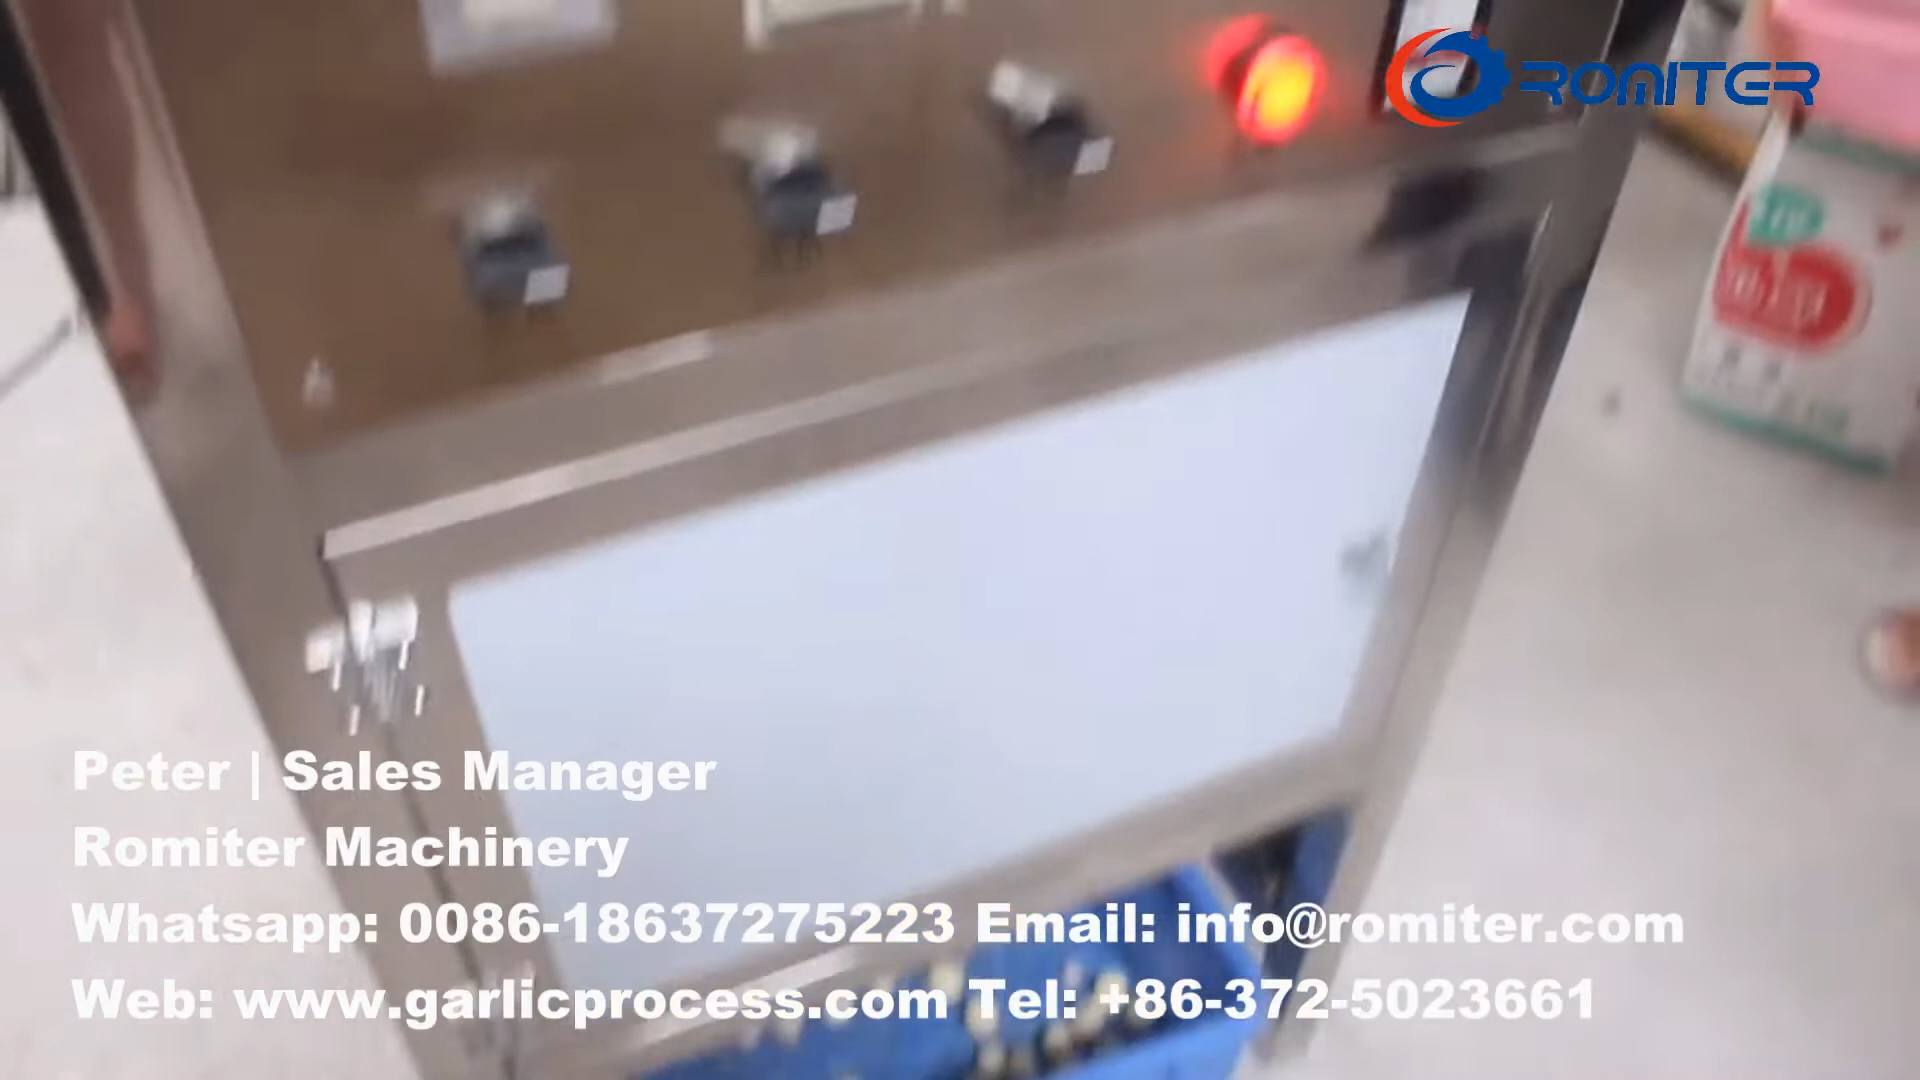 ROMITER
Peter | Sales Manager
Romiter Machinery
Whatsapp: 0086-18637275223 Email: info@romiter.com
Web: www.garlicprocess.com Tel: +86-372-5023661